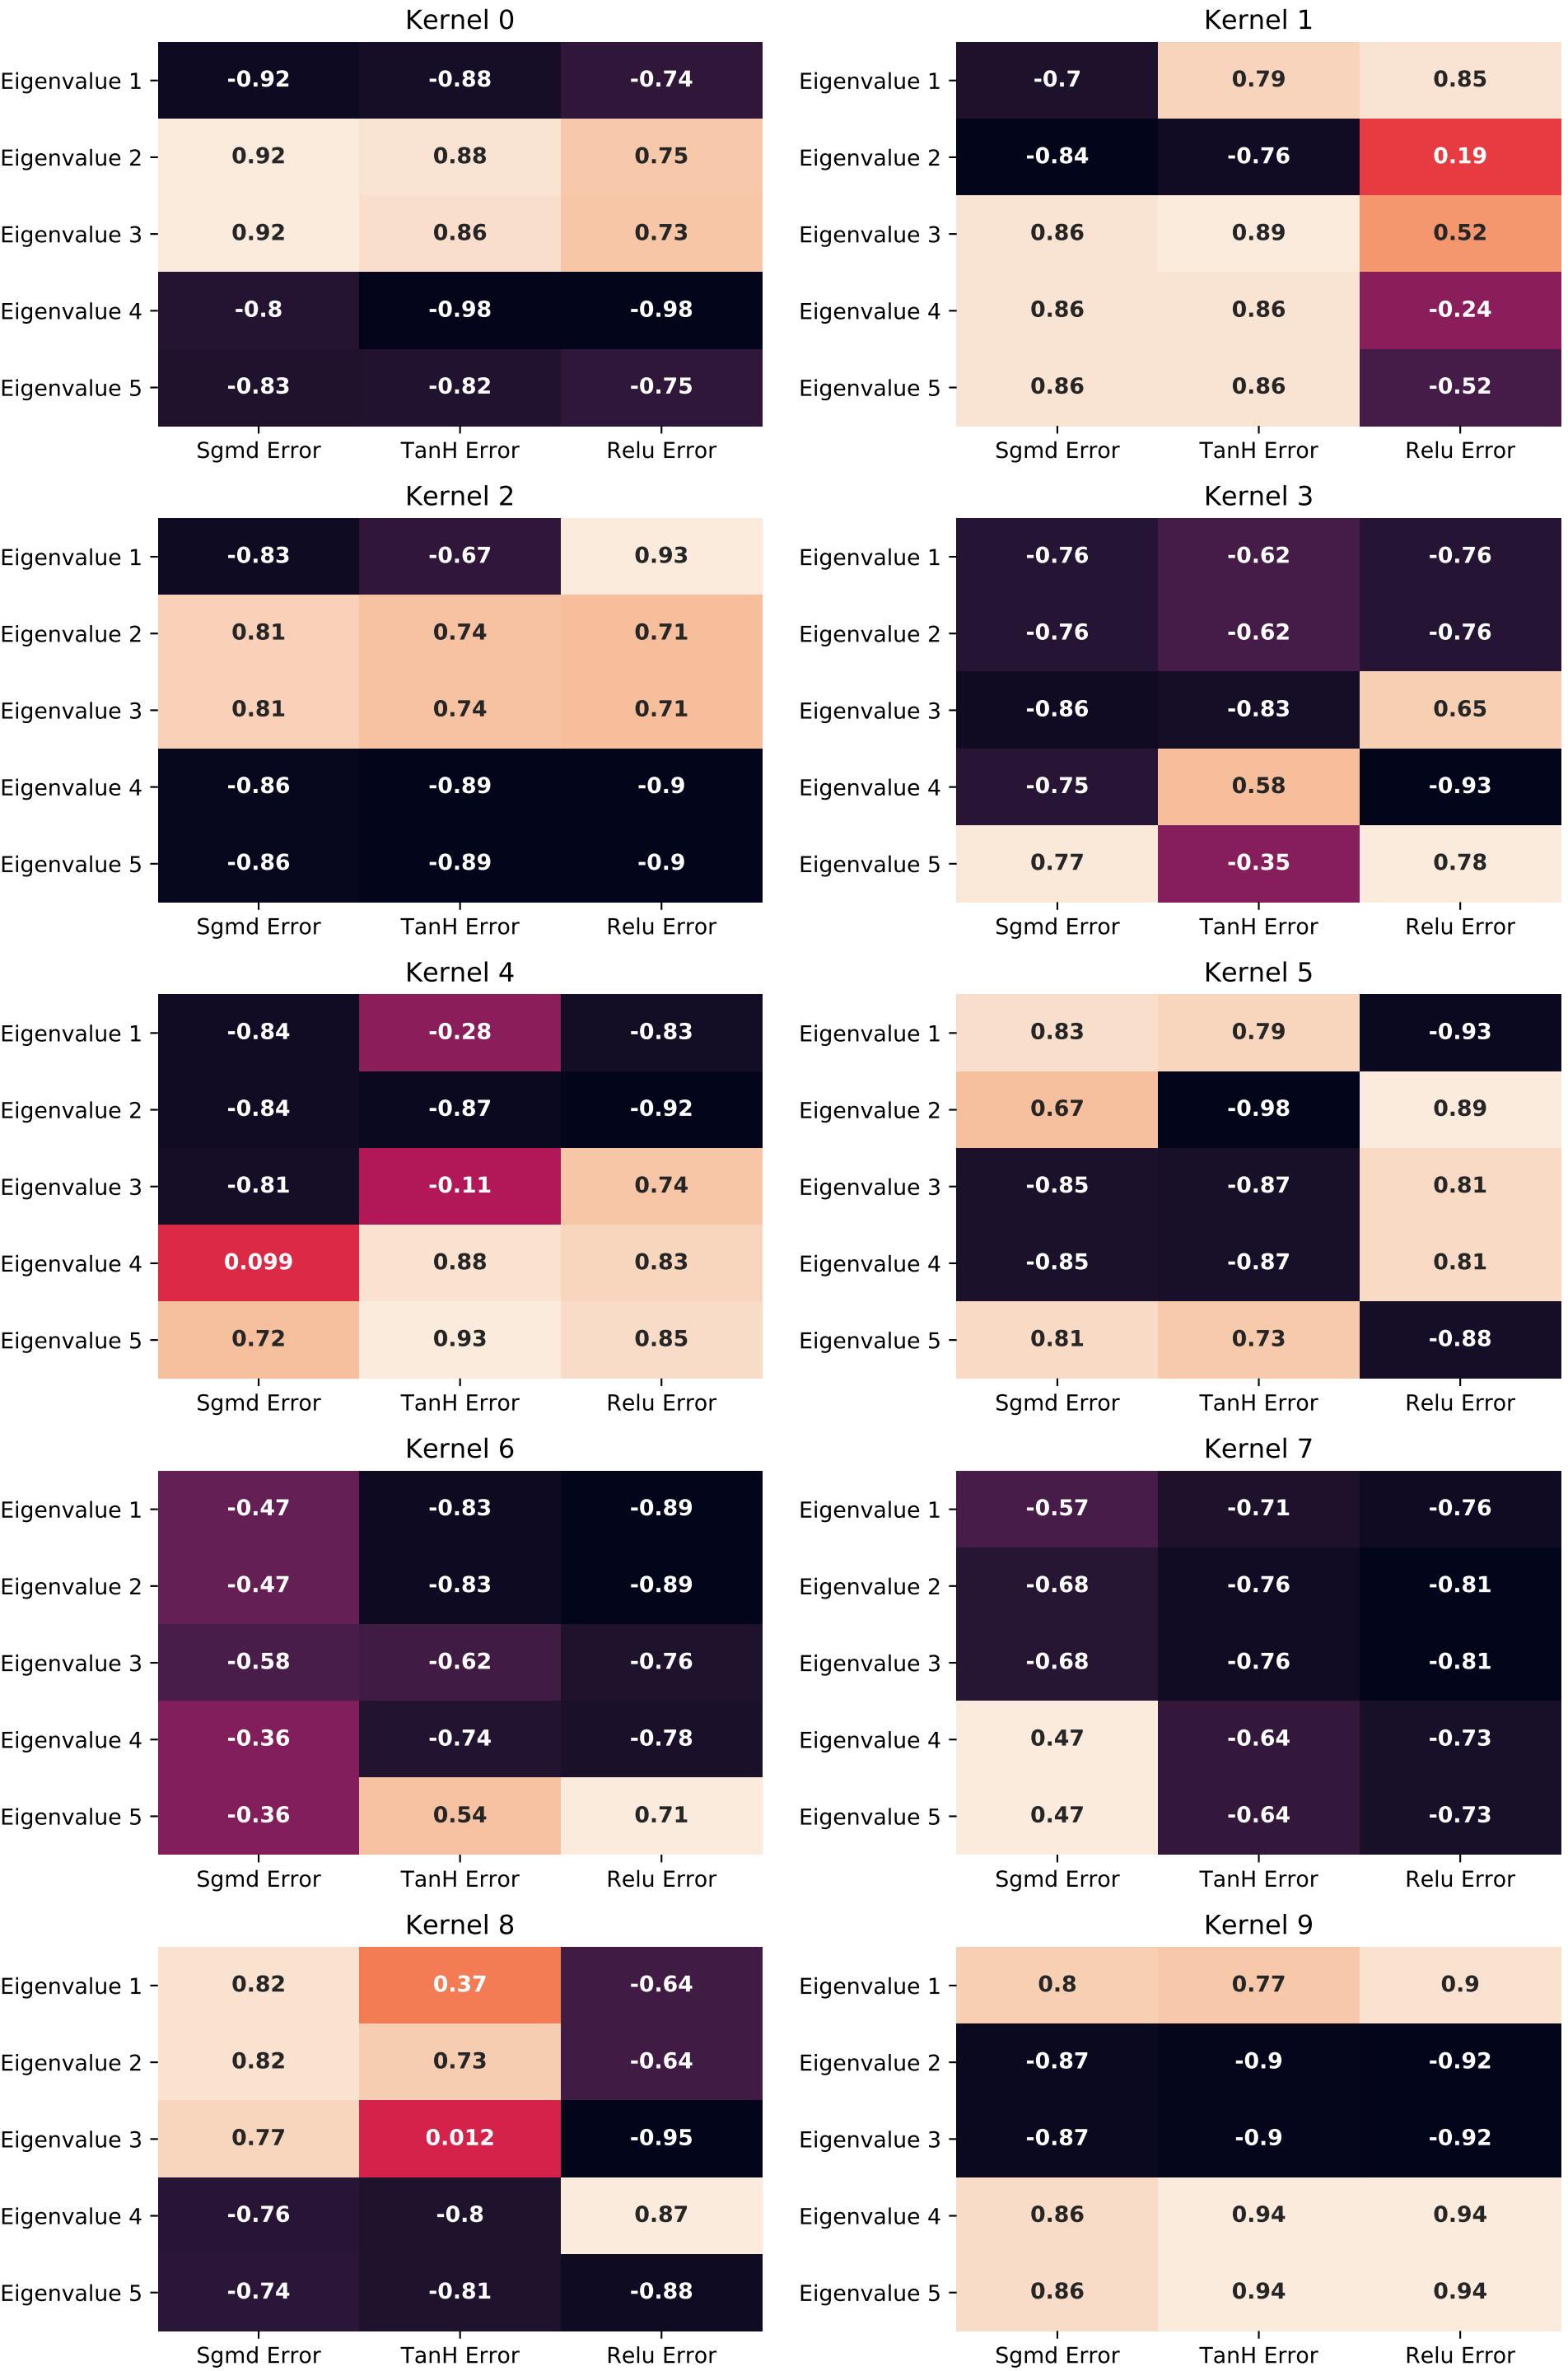 Kernel 0
Eigenvalue 1 -0.92 -0.88 -0.74
Eigenvalue 2 0.92 0.88 0.75
Eigenvalue 3 0.92 0.86 0.73
Eigenvalue 4 -0.8 -0.98 -0.98
Eigenvalue 5 -0.83 -0.82 -0.75
Sgmd Error TanH Error Relu Error
Kernel 1
Eigenvalue 1 -0.7 0.79 0.85
Eigenvalue 2 -0.84 -0.76 0.19
Eigenvalue 3 0.86 0.89 0.52
Eigenvalue 4 0.86 0.86 -0.24
Eigenvalue 5 0.86 0.86 -0.52
Sgmd Error TanH Error Relu Error
Kernel 2
Eigenvalue 1 -0.83 -0.67 0.93
Eigenvalue 2 0.81 0.74 0.71
Eigenvalue 3 0.81 0.74 0.71
Eigenvalue 4 -0.86 -0.89 -0.9
Eigenvalue 5 -0.86 -0.89 -0.9
Sgmd Error TanH Error Relu Error
Kernel 3
Eigenvalue 1 -0.76 -0.62 -0.76
Eigenvalue 2 -0.76 -0.62 -0.76
Eigenvalue 3 -0.86 -0.83 0.65
Eigenvalue 4 -0.75 0.58 -0.93
Eigenvalue 5 0.77 -0.35 0.78
Sgmd Error TanH Error Relu Error
Kernel 4
Eigenvalue 1 -0.84 -0.28 -0.83
Eigenvalue 2 -0.84 -0.87 -0.92
Eigenvalue 3 -0.81 -0.11 0.74
Eigenvalue 4 0.099 0.88 0.83
Eigenvalue 5 0.72 0.93 0.85
Sgmd Error TanH Error Relu Error
Kernel 5
Eigenvalue 1 0.83 0.79 -0.93
Eigenvalue 2 0.67 -0.98 0.89
Eigenvalue 3 -0.85 -0.87 0.81
Eigenvalue 4 -0.85 -0.87 0.81
Eigenvalue 5 0.81 0.73 -0.88
Sgmd Error TanH Error Relu Error
Kernel 6
Eigenvalue 1 -0.47 -0.83 -0.89
Eigenvalue 2 -0.47 -0.83 -0.89
Eigenvalue 3 -0.58 -0.62 -0.76
Eigenvalue 4 -0.36 -0.74 -0.78
Eigenvalue 5 -0.36 0.54 0.71
Sgmd Error TanH Error Relu Error
Kernel 7
Eigenvalue 1 -0.57 -0.71 -0.76
Eigenvalue 2 -0.68 -0.76 -0.81
Eigenvalue 3 -0.68 -0.76 -0.81
Eigenvalue 4 0.47 -0.64 -0.73
Eigenvalue 5 0.47 -0.64 -0.73
Sgmd Error TanH Error Relu Error
Kernel 8
Eigenvalue 1 0.82 0.37 -0.64
Eigenvalue 2 0.82 0.73 -0.64
Eigenvalue 3 0.77 0.012 -0.95
Eigenvalue 4 -0.76 -0.8 0.87
Eigenvalue 5 -0.74 -0.81 -0.88
Sgmd Error TanH Error Relu Error
Kernel 9
Eigenvalue 1 0.8 0.77 0.9
Eigenvalue 2 -0.87 -0.9 -0.92
Eigenvalue 3 -0.87 -0.9 -0.92
Eigenvalue 4 0.86 0.94 0.94
Eigenvalue 5 0.86 0.94 0.94
Sgmd Error TanH Error Relu Error